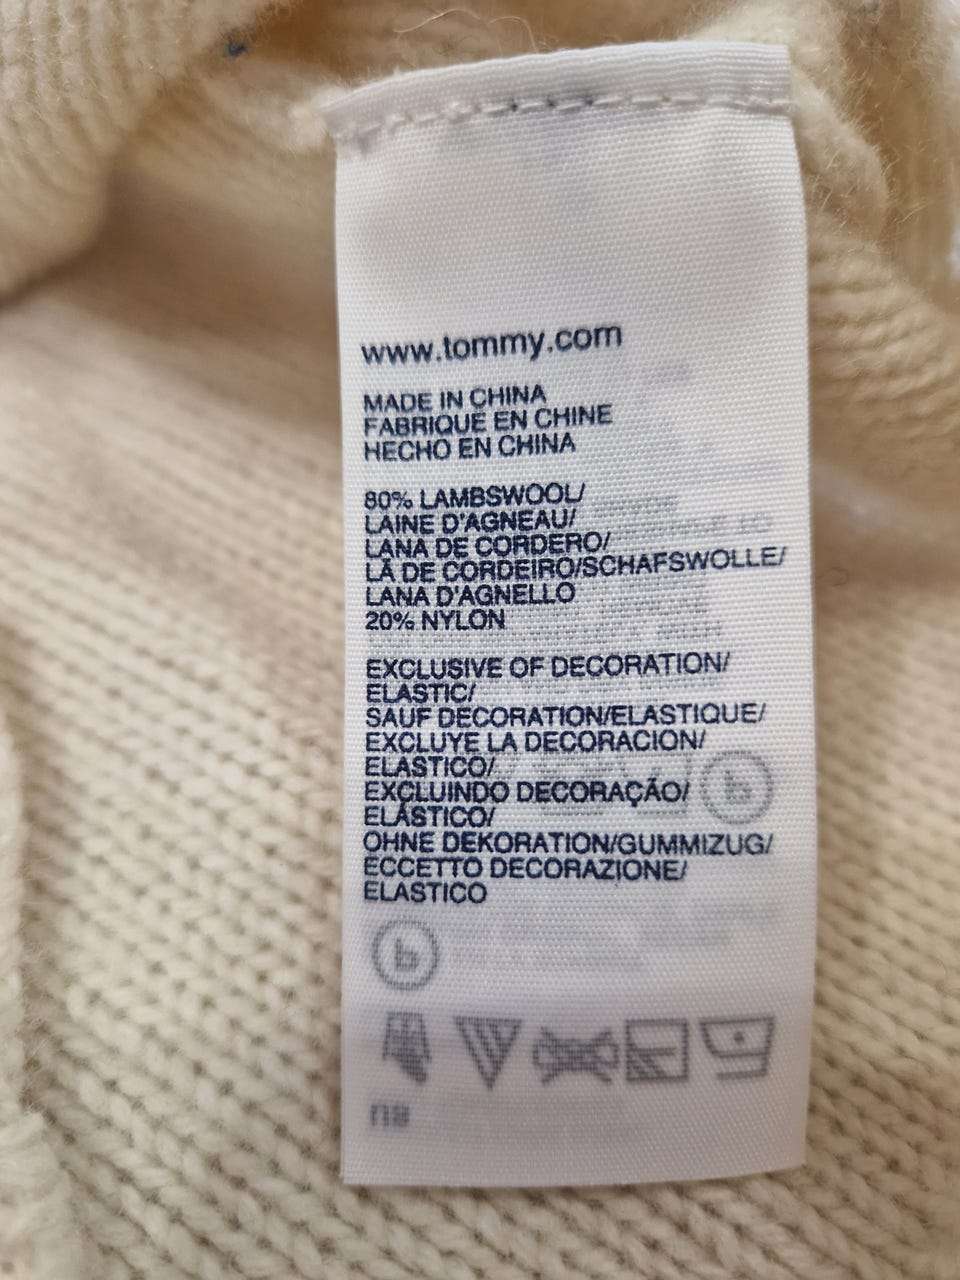 www.tommy.com
MADE IN CHINA
FABRIQUE EN CHINE
HECHO EN CHINA
80% LAMBSWOOL/
LAINE D'AGNEAU/
LANA DE CORDERO/
LÃ DE CORDEIRO/SCHAFSWOLLE/
LANA D'AGNELLO
20% NYLON
EXCLUSIVE OF DECORATION/
ELASTIC/
SAUF DECORATION/ELASTIQUE/
EXCLUYE LA DECORACION/
ELASTICO/
EXCLUINDO DECORAÇÃO/
ELÁSTICO/
OHNE DEKORATION/GUMMIZUG/
ECCETTO DECORAZIONE/
ELASTICO